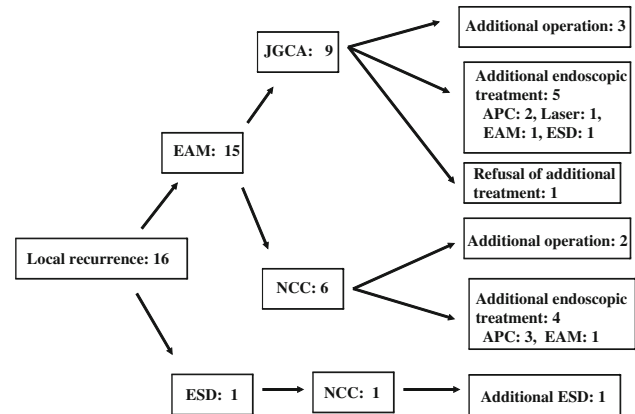 Additional operation: 3
JGCA: 9
Additional endoscopic
treatment: 5
APC: 2, Laser: 1,
EAM: 1, ESD: 1
EAM: 15
Refusal of additional
treatment: 1
Local recurrence: 16
Additional operation: 2
NCC: 6
Additional endoscopic
treatment: 4
APC: 3, EAM: 1
ESD: 1
NCC: 1
Additional ESD: 1